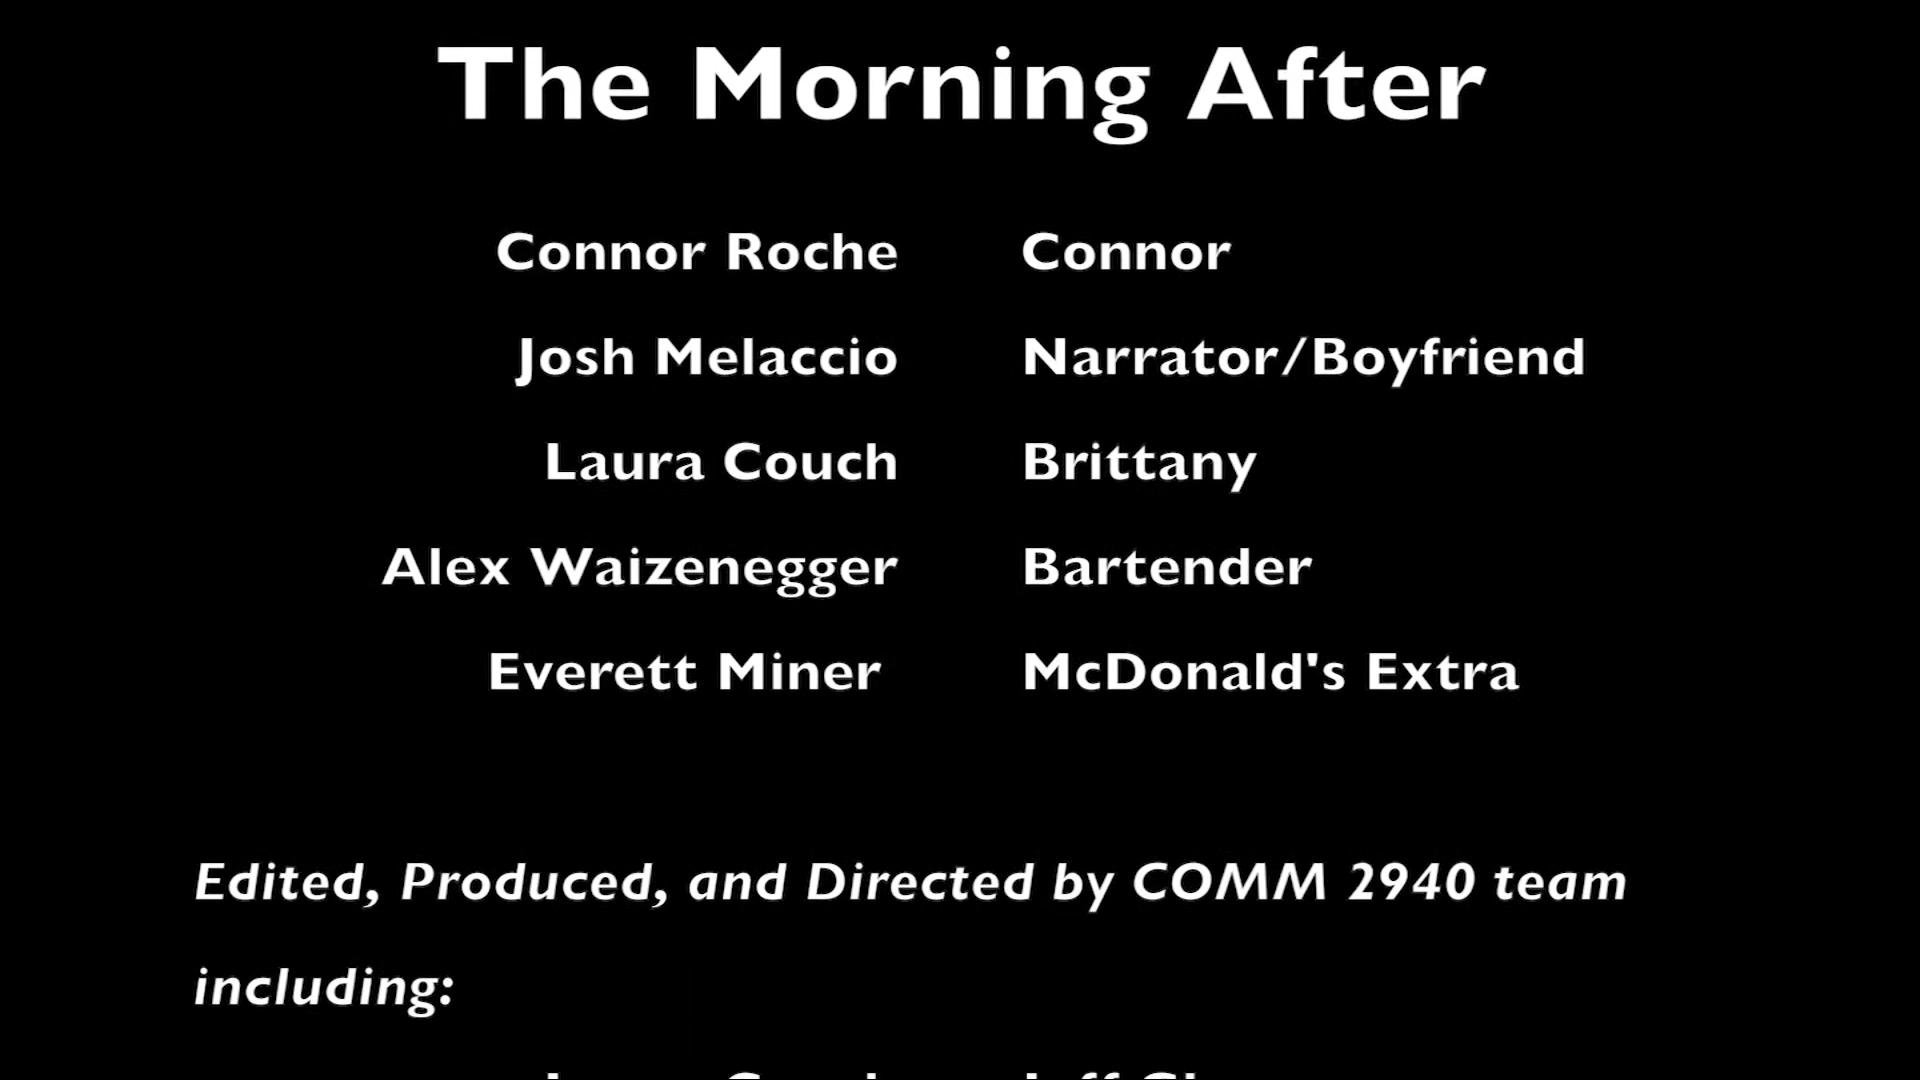 The Morning After
Connor Roche Connor
Josh Melaccio Narrator/Boyfriend
Laura Couch Brittany
Alex Waizenegger Bartender
Everett Miner McDonald's Extra
Edited, Produced, and Directed by COMM 2940 team
including: